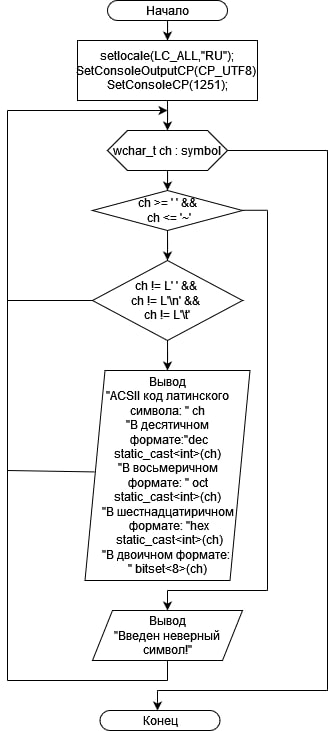 Начало
setlocale(LC_ALL,"RU");
SetConsoleOutputCP(CP_UTF8)
SetConsoleCP(1251);
wchar_t ch : symbol
ch >= ' ' &&
ch <= '~'
ch != L' ' &&
ch != L'\n' &&
ch != L'\t'
Вывод
"ACSII код латинского
символа: " ch
"В десятичном
формате:"dec
static_cast<int>(ch)
"В восьмеричном
формате: " oct
static_cast<int>(ch)
"В шестнадцатиричном
формате: "hex
static_cast<int>(ch)
"В двоичном формате:
" bitset<8>(ch)
Вывод
"Введен неверный
символ!"
Конец